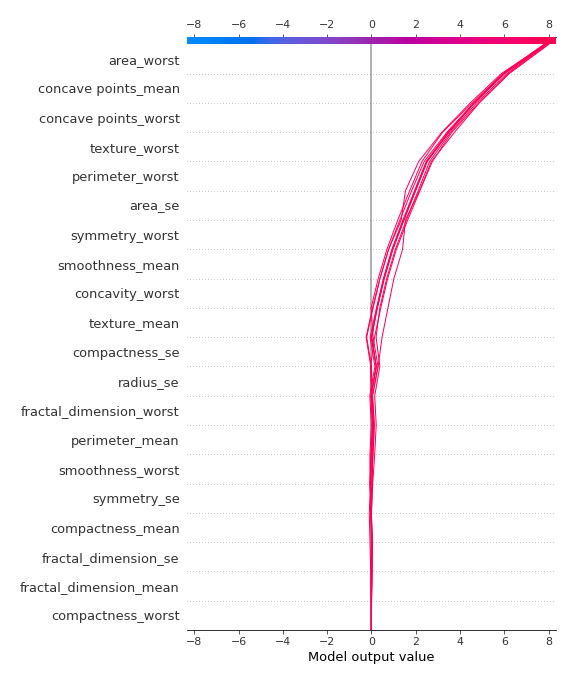 −8 −6 −4 −2 0 2 4 6 8
area_worst
concave points_mean
concave points_worst
texture_worst
perimeter_worst
area_se
symmetry_worst
smoothness_mean
concavity_worst
texture_mean
compactness_se
radius_se
fractal_dimension_worst
perimeter_mean
smoothness_worst
symmetry_se
compactness_mean
fractal_dimension_se
fractal_dimension_mean
compactness_worst
−8 −6 −4 −2 0 2 4 6 8
Model output value